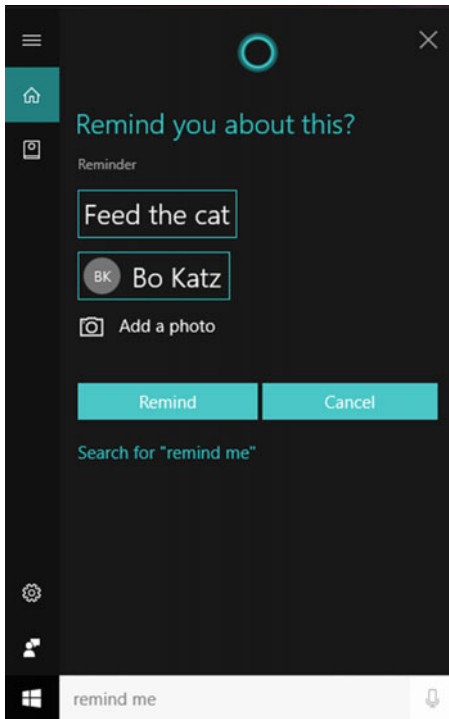 Remind you about this?
Reminder
Feed the cat
BK Bo Katz
Add a photo
Remind Cancel
Search for "remind me"
remind me